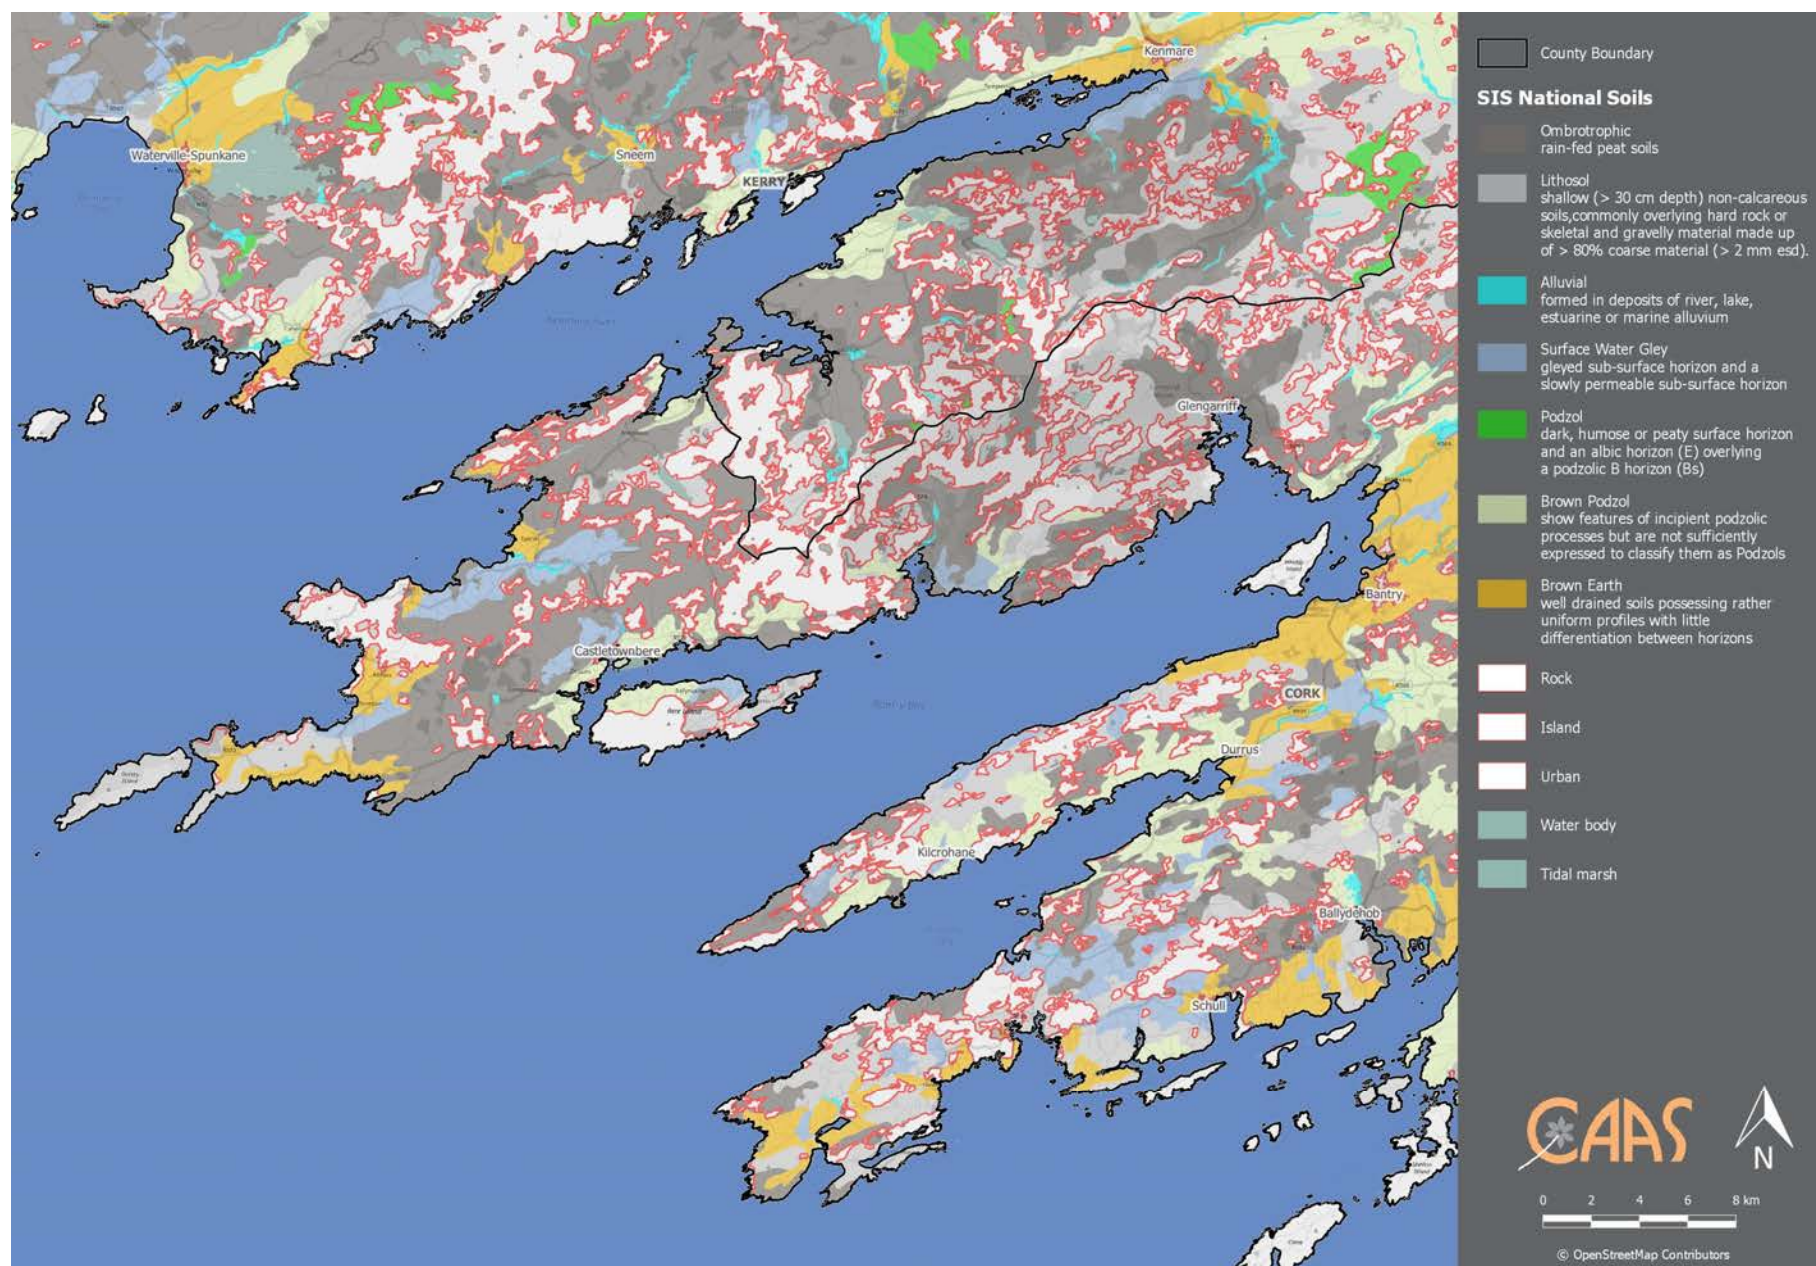 Kenmare
Waterville-Spunkane
Sneem
KERRY
Glengarriff
Bantry
Castletownbere
CORK
Durrus
Kilcrohane
Ballydehob
Schull
County Boundary
SIS National Soils
Ombrotrophic
rain-fed peat soils
Lithosol
shallow (> 30 cm depth) non-calcareous
soils,commonly overlying hard rock or
skeletal and gravelly material made up
of > 80% coarse material (> 2 mm esd).
Alluvial
formed in deposits of river, lake,
estuarine or marine alluvium
Surface Water Gley
gleyed sub-surface horizon and a
slowly permeable sub-surface horizon
Podzol
dark, humose or peaty surface horizon
and an albic horizon (E) overlying
a podzolic B horizon (Bs)
Brown Podzol
show features of incipient podzolic
processes but are not sufficiently
expressed to classify them as Podzols
Brown Earth
well drained soils possessing rather
uniform profiles with little
differentiation between horizons
Rock
Island
Urban
Water body
Tidal marsh
CAAS
N
0 2 4 6 8 km
© OpenStreetMap Contributors